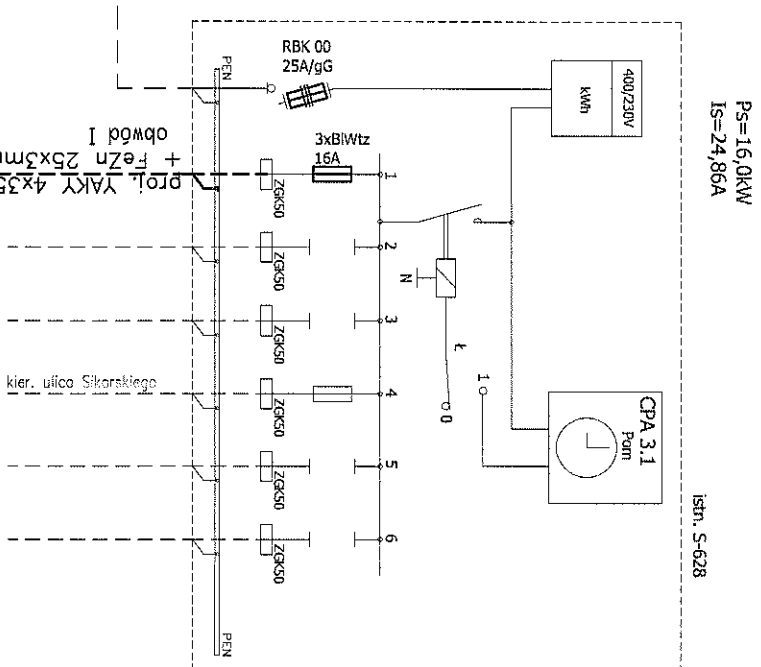 Ps=16,0kW
Is=24,86A
istn. S-628
400/230V
kWh
RBK 00
25A/gG
PEN
CPA 3.1
Pom
3xBiWtz
16A
obwód I
+ FeZn 25x3m
proj. YAKY 4x35
ZGK50
1
ZGK50
2
ZGK50
3
kier. ulica Sikorskiego
ZGK50
4
ZGK50
5
ZGK50
6
N
Ł
1
0
PEN